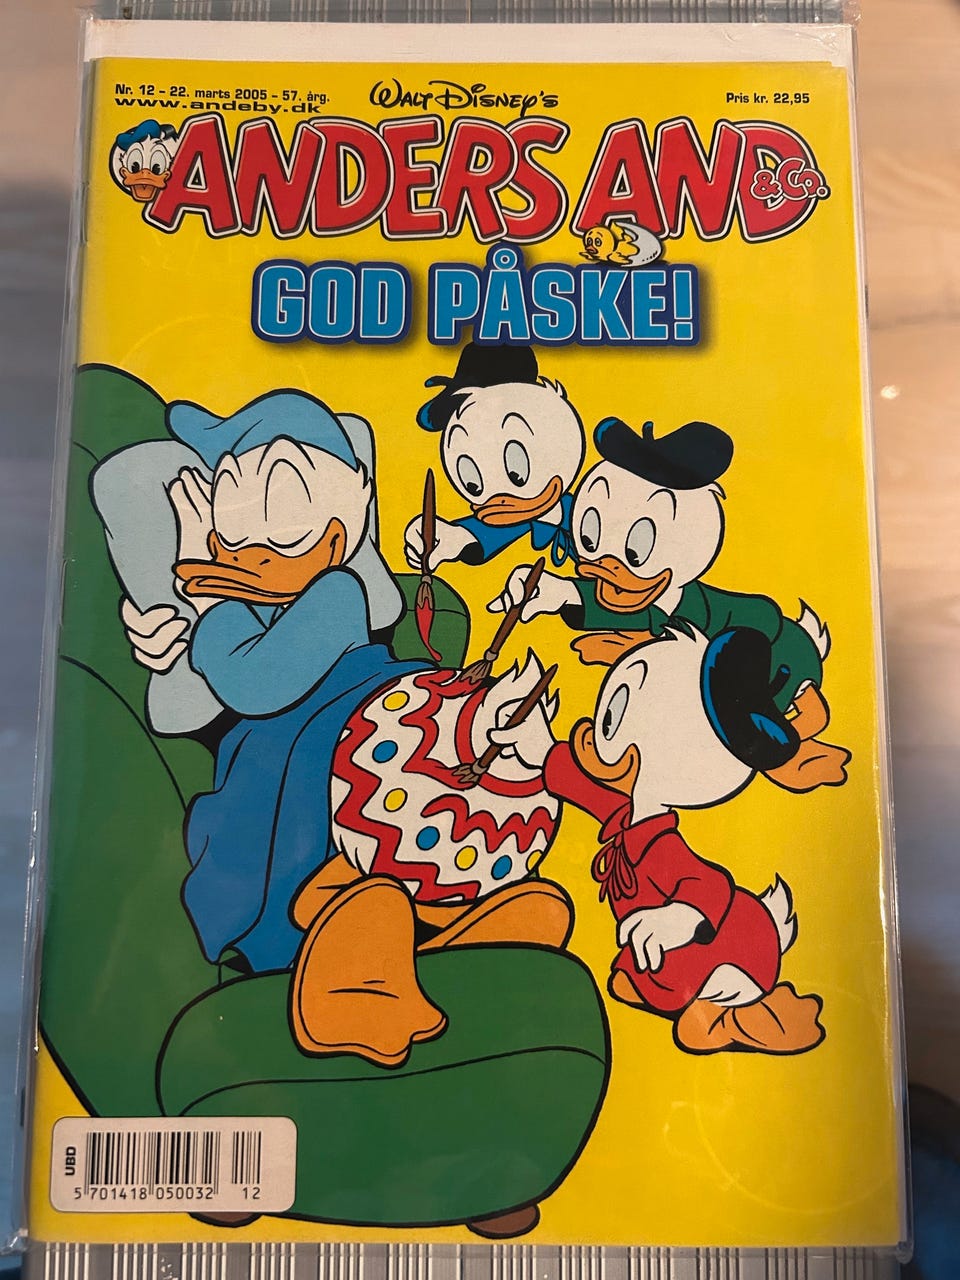 Nr. 12 - 22. marts 2005 - 57. årg.
www.andeby.dk
WALT DISNEY'S
Pris kr. 22,95
ANDERS AND
& Co.
GOD PÅSKE!
UBD
5 701418 050032 12